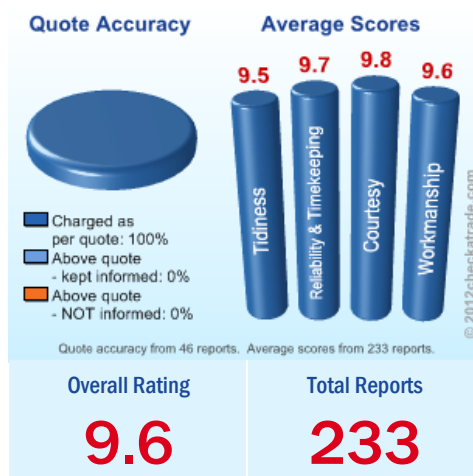 Quote Accuracy
Average Scores
9.5
9.7
9.8
9.6
Tidiness
Reliability & Timekeeping
Courtesy
Workmanship
Charged as
per quote: 100%
Above quote
- kept informed: 0%
Above quote
- NOT informed: 0%
© 2012checkatrade.com
Quote accuracy from 46 reports. Average scores from 233 reports.
Overall Rating
Total Reports
9.6
233